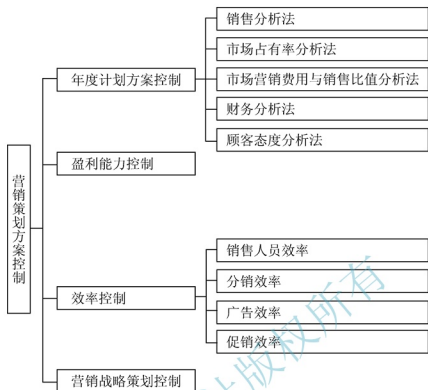 营销策划方案控制
年度计划方案控制
销售分析法
市场占有率分析法
市场营销费用与销售比值分析法
财务分析法
顾客态度分析法
盈利能力控制
效率控制
销售人员效率
分销效率
广告效率
促销效率
营销战略策划控制
版权所有